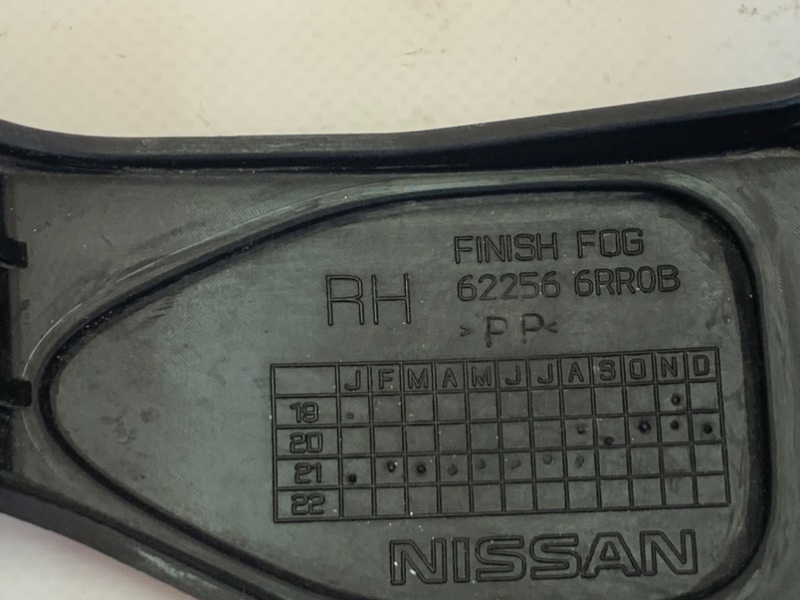 FINISH FOG
RH 62256 6RR0B
>PP<
J F M A M J J A S O N D
19
20
21
22
NISSAN